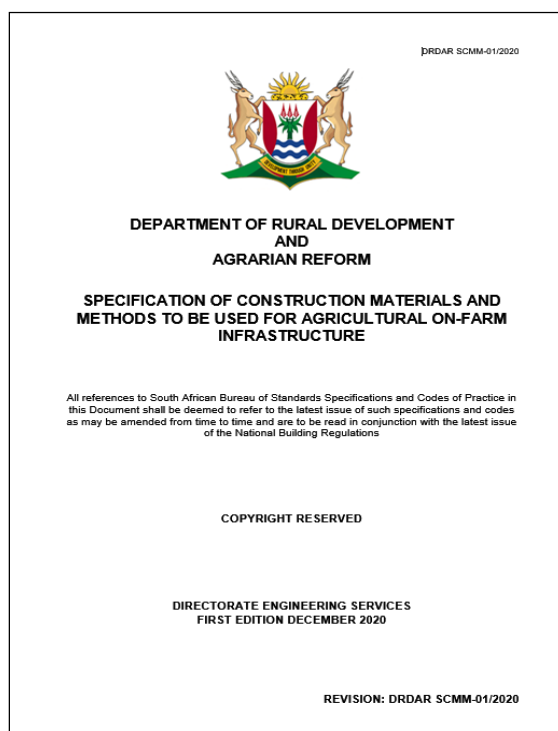 DRDAR SCMM-01/2020
DEVELOPMENT THROUGH UNITY
DEPARTMENT OF RURAL DEVELOPMENT
AND
AGRARIAN REFORM
SPECIFICATION OF CONSTRUCTION MATERIALS AND
METHODS TO BE USED FOR AGRICULTURAL ON-FARM
INFRASTRUCTURE
All references to South African Bureau of Standards Specifications and Codes of Practice in
this Document shall be deemed to refer to the latest issue of such specifications and codes
as may be amended from time to time and are to be read in conjunction with the latest issue
of the National Building Regulations
COPYRIGHT RESERVED
DIRECTORATE ENGINEERING SERVICES
FIRST EDITION DECEMBER 2020
REVISION: DRDAR SCMM-01/2020